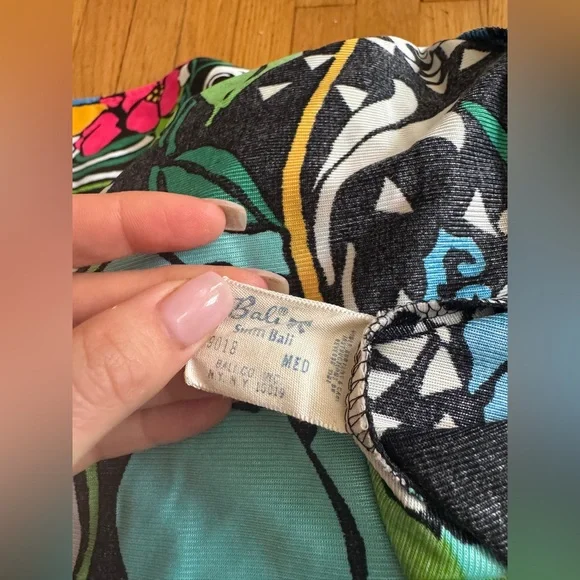 Bali
Swim Bali
9018 MED
BALI CO. INC.
N.Y. N.Y. 10019